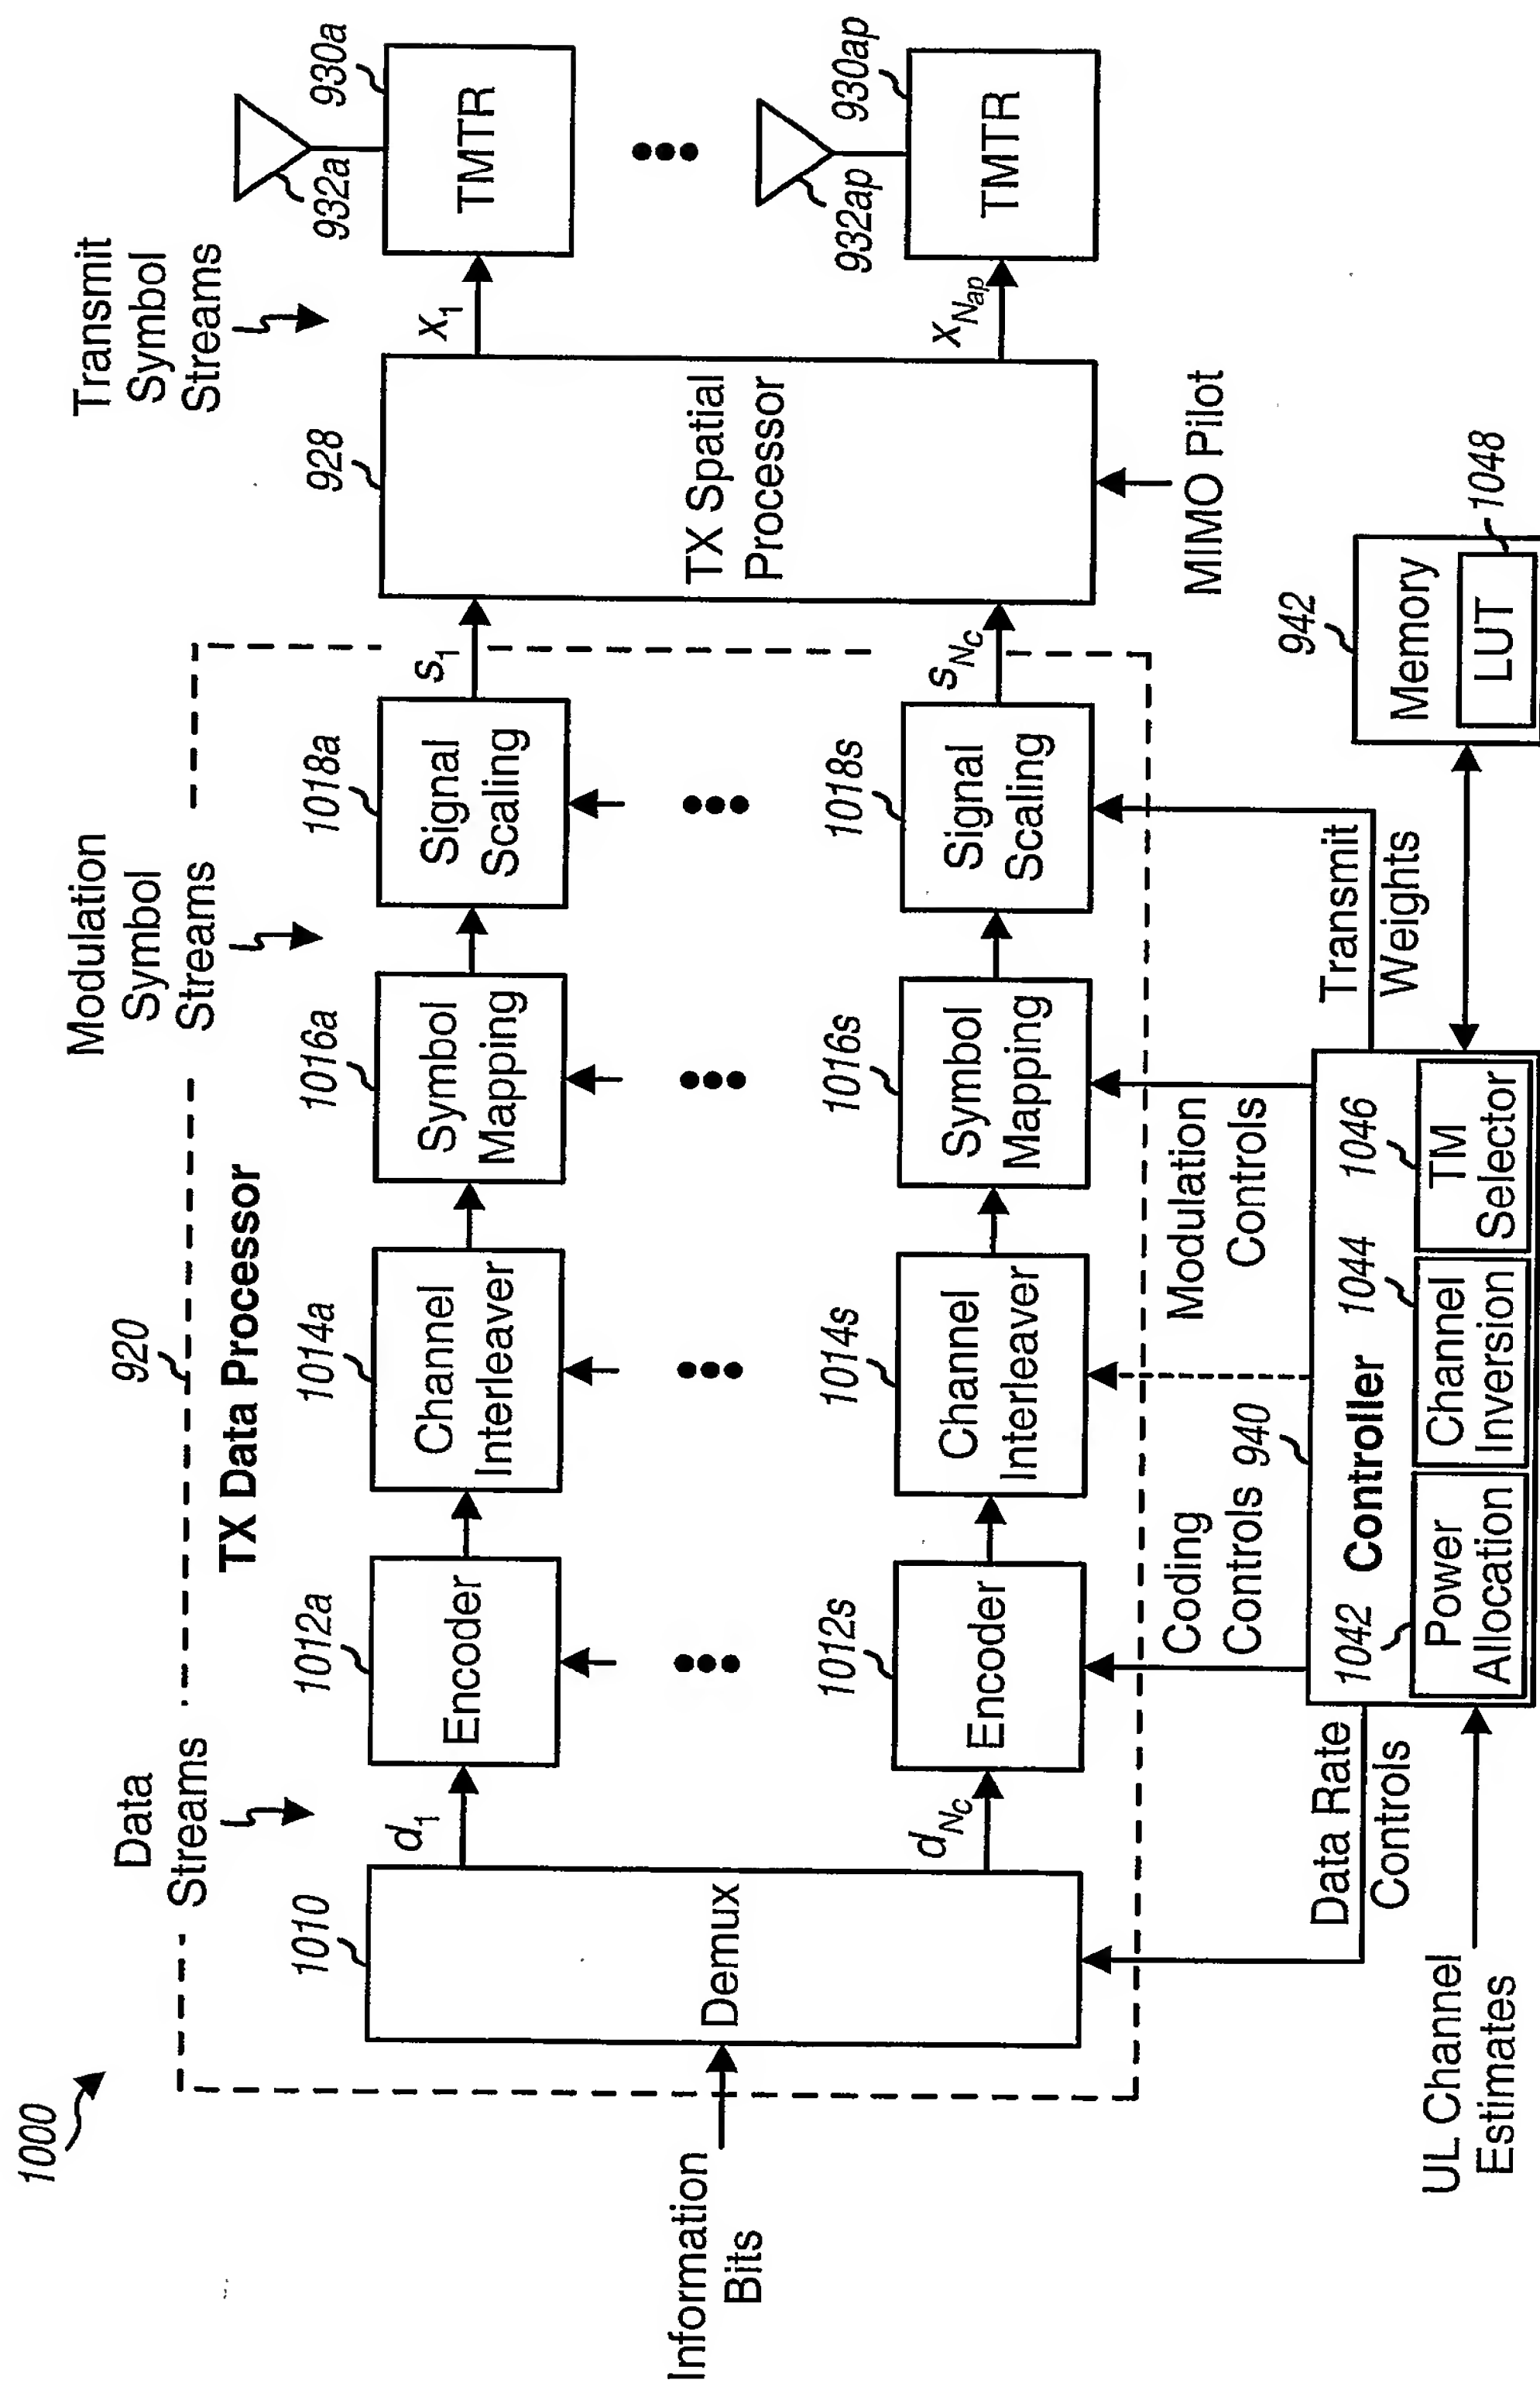 1000
Data
Streams
Modulation
Symbol
Streams
Transmit
Symbol
Streams
920
TX Data Processor
1010
1012a
1014a
1016a
1018a
928
932a
930a
Information
Bits
Demux
d1
Encoder
Channel
Interleaver
Symbol
Mapping
Signal
Scaling
s1
TX Spatial
Processor
x1
TMTR
1012s
1014s
1016s
1018s
932ap
930ap
dNc
Encoder
Channel
Interleaver
Symbol
Mapping
Signal
Scaling
sNc
xNap
TMTR
MIMO Pilot
Data Rate
Controls
Coding
Controls
940
Modulation
Controls
Transmit
Weights
UL Channel
Estimates
Controller
1042
1044
1046
Power
Allocation
Channel
Inversion
TM
Selector
942
Memory
LUT
1048